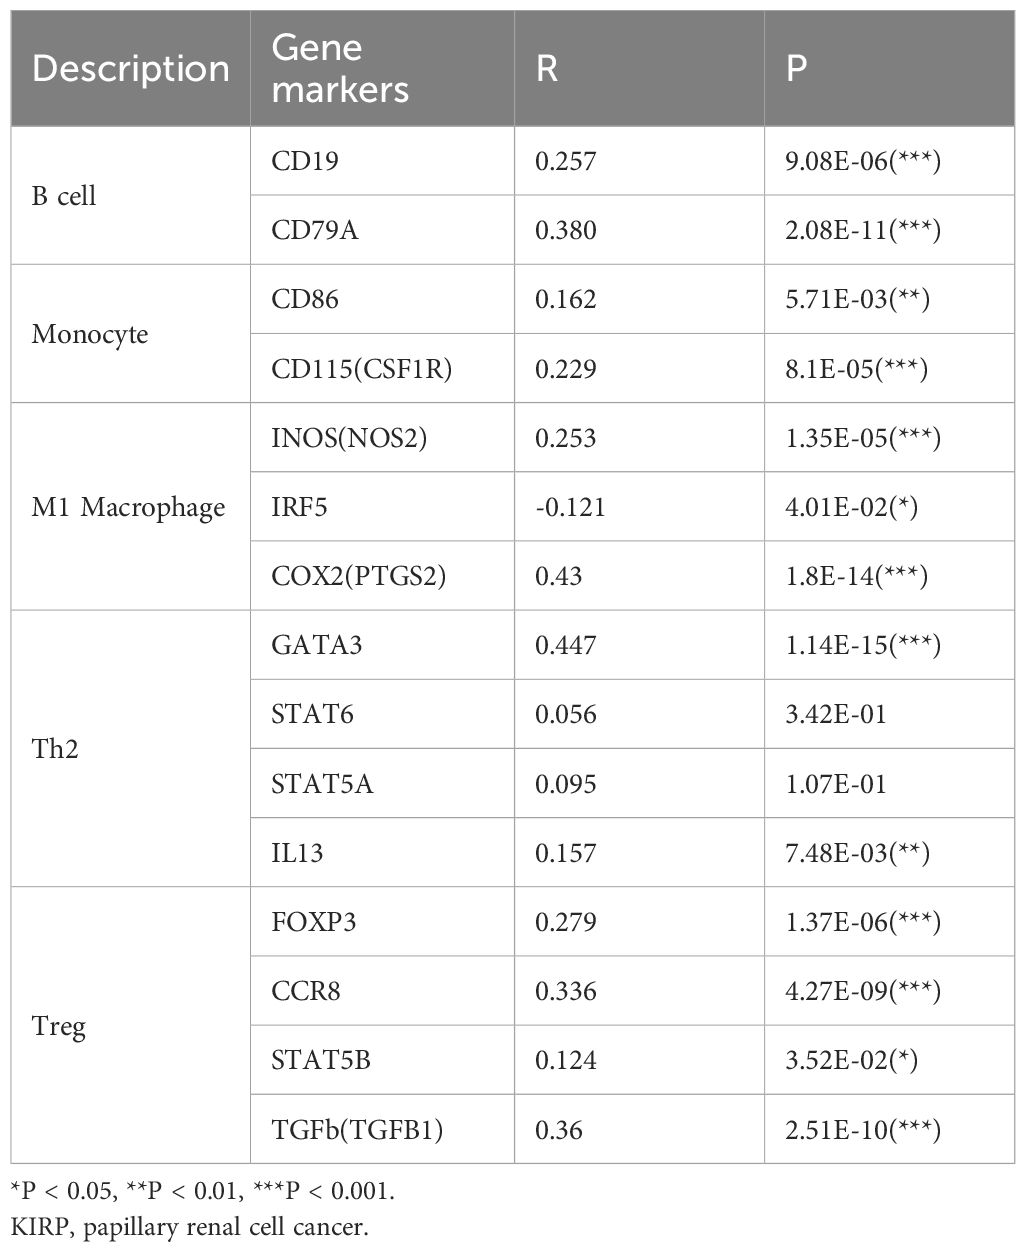 Description Gene markers R P
B cell CD19 0.257 9.08E-06(***)
CD79A 0.380 2.08E-11(***)
Monocyte CD86 0.162 5.71E-03(**)
CD115(CSF1R) 0.229 8.1E-05(***)
M1 Macrophage INOS(NOS2) 0.253 1.35E-05(***)
IRF5 -0.121 4.01E-02(*)
COX2(PTGS2) 0.43 1.8E-14(***)
Th2 GATA3 0.447 1.14E-15(***)
STAT6 0.056 3.42E-01
STAT5A 0.095 1.07E-01
IL13 0.157 7.48E-03(**)
Treg FOXP3 0.279 1.37E-06(***)
CCR8 0.336 4.27E-09(***)
STAT5B 0.124 3.52E-02(*)
TGFb(TGFB1) 0.36 2.51E-10(***)
*P < 0.05, **P < 0.01, ***P < 0.001.
KIRP, papillary renal cell cancer.